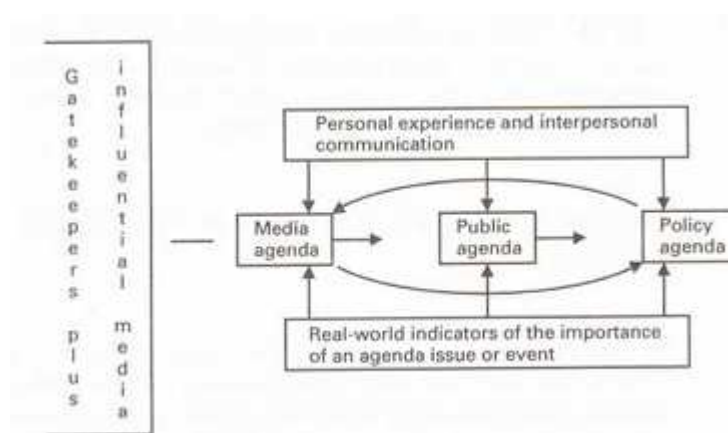 Gatekeepers plus
influential media
Personal experience and interpersonal
communication
Media
agenda
Public
agenda
Policy
agenda
Real-world indicators of the importance
of an agenda issue or event